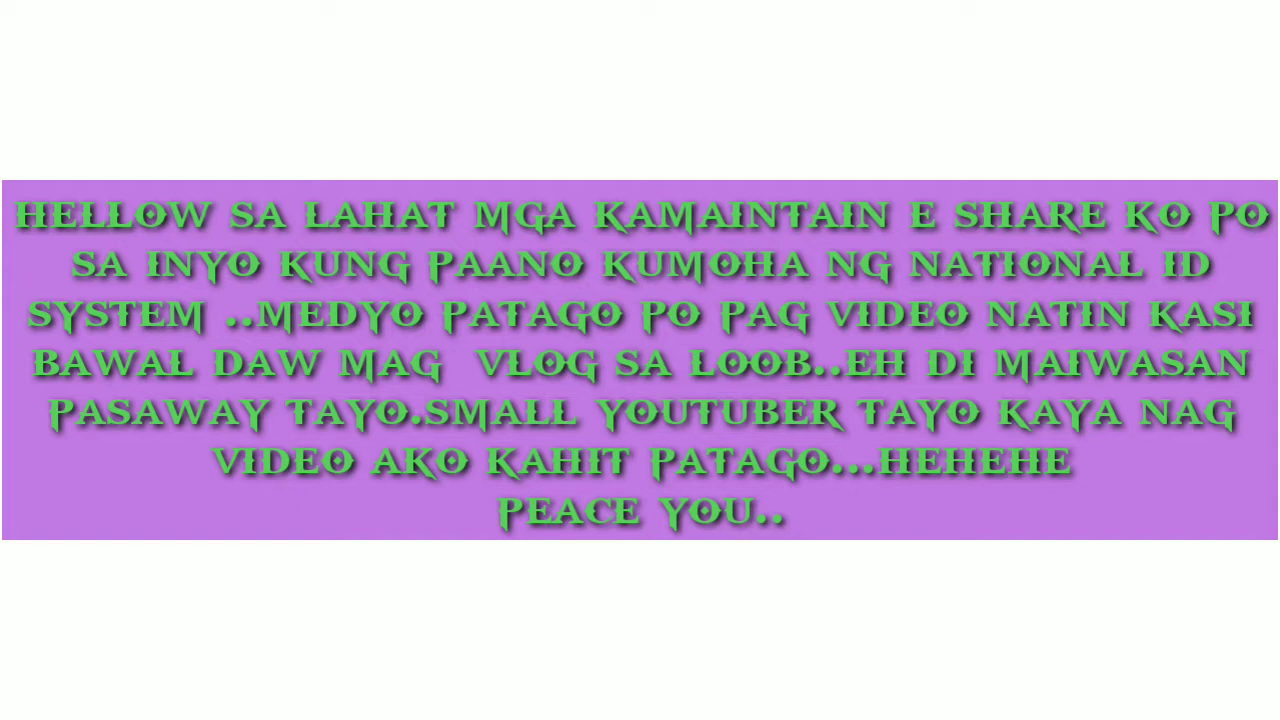 HELLOW SA LAHAT MGA KAMAINTAIN E SHARE KO PO
SA INYO KUNG PAANO KUMOHA NG NATIONAL ID
SYSTEM ..MEDYO PATAGO PO PAG VIDEO NATIN KASI
BAWAL DAW MAG VLOG SA LOOB..EH DI MAIWASAN
PASAWAY TAYO.SMALL YOUTUBER TAYO KAYA NAG
VIDEO AKO KAHIT PATAGO...HEHEHE
PEACE YOU..